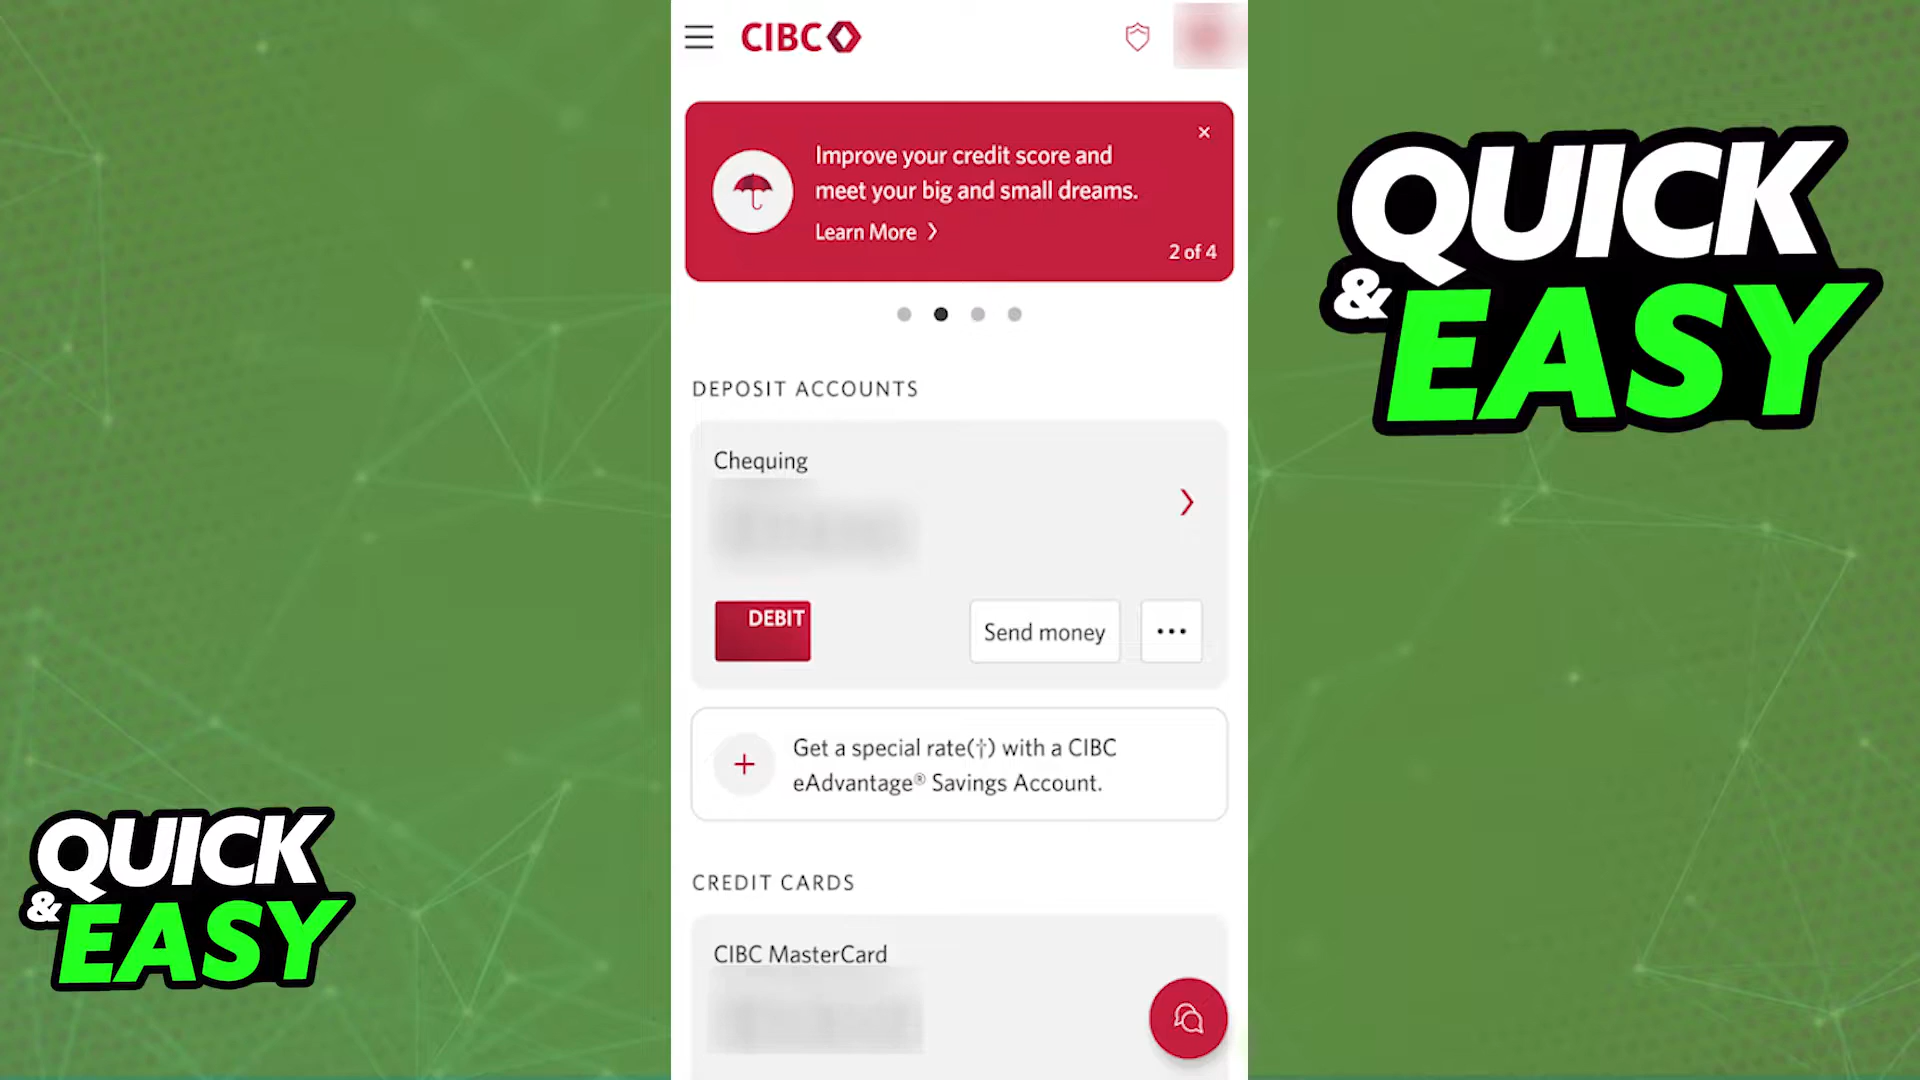 CIBC
Improve your credit score and
meet your big and small dreams.
Learn More
2 of 4
DEPOSIT ACCOUNTS
Chequing
DEBIT
Send money
Get a special rate(†) with a CIBC
eAdvantage® Savings Account.
CREDIT CARDS
CIBC MasterCard
QUICK
& EASY
QUICK
& EASY